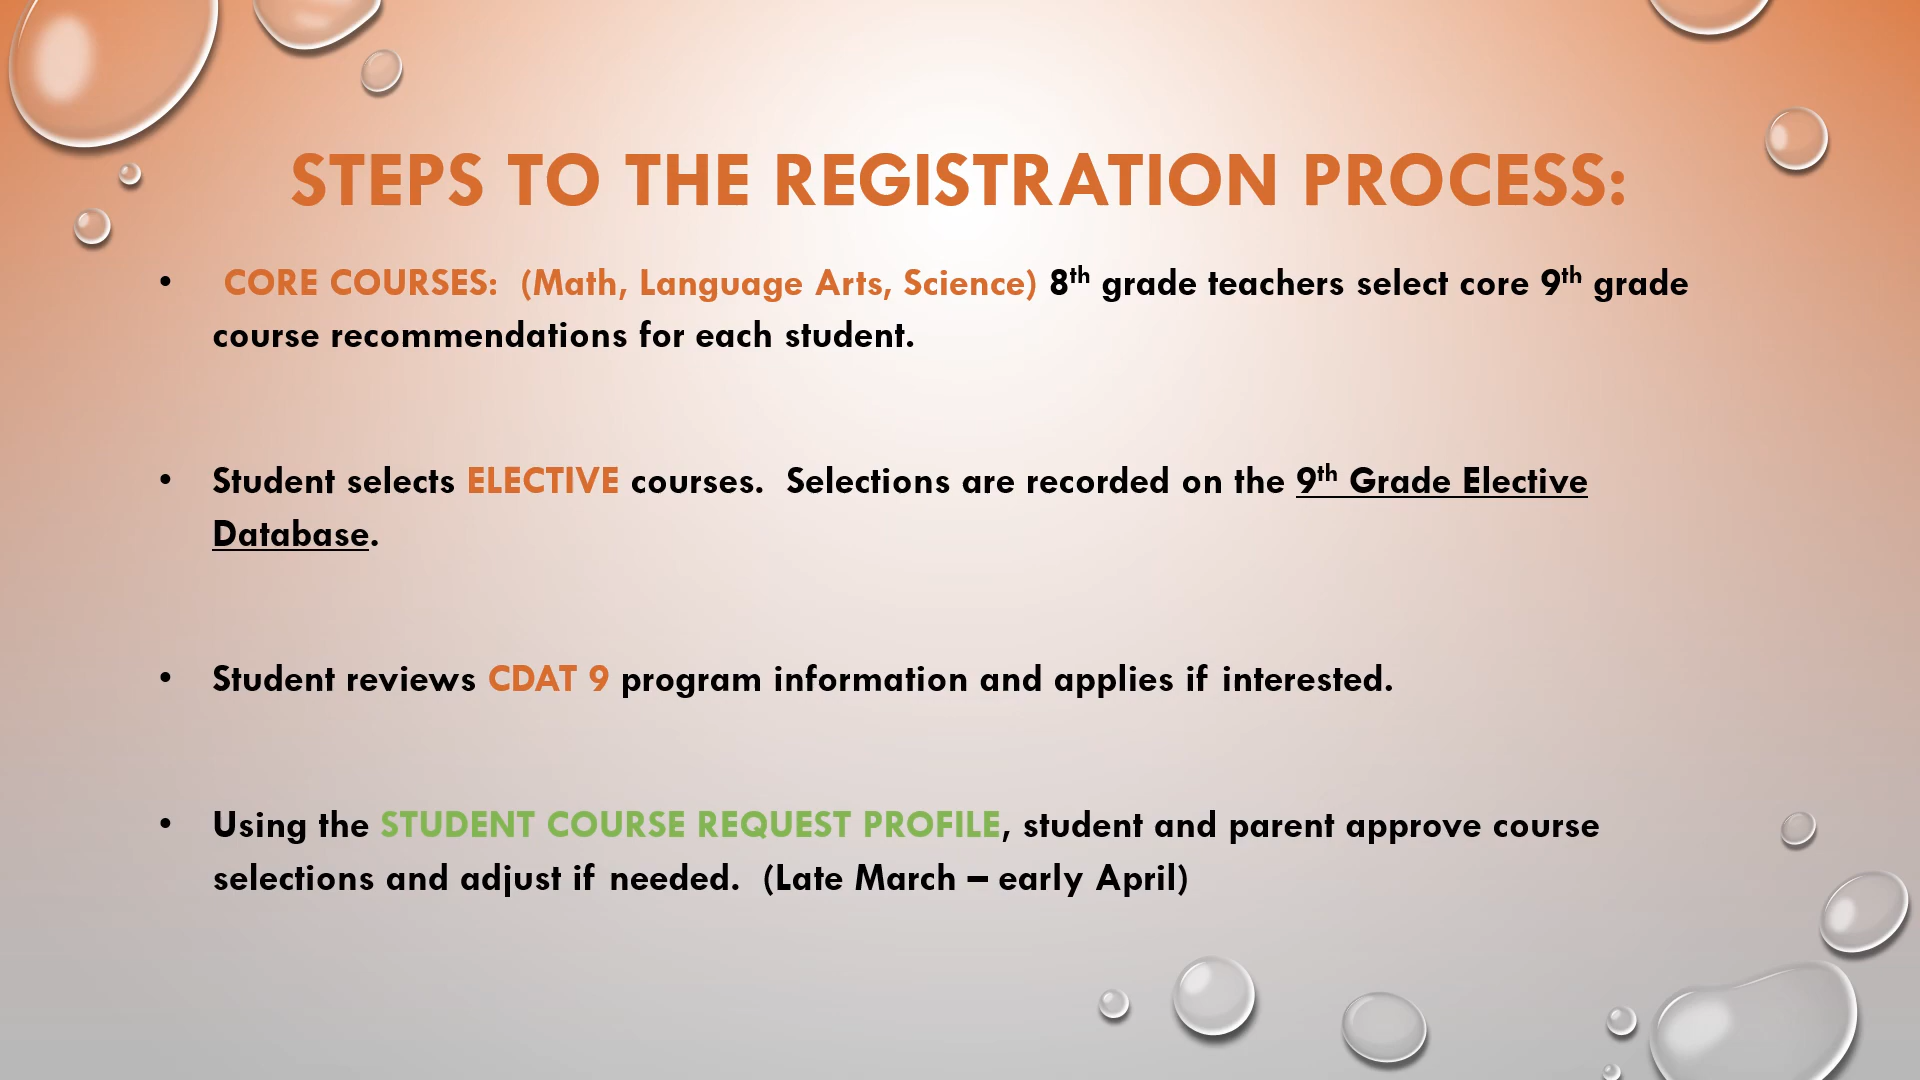 STEPS TO THE REGISTRATION PROCESS:
• CORE COURSES: (Math, Language Arts, Science) 8th grade teachers select core 9th grade
course recommendations for each student.
• Student selects ELECTIVE courses. Selections are recorded on the 9th Grade Elective
Database.
• Student reviews CDAT 9 program information and applies if interested.
• Using the STUDENT COURSE REQUEST PROFILE, student and parent approve course
selections and adjust if needed. (Late March – early April)